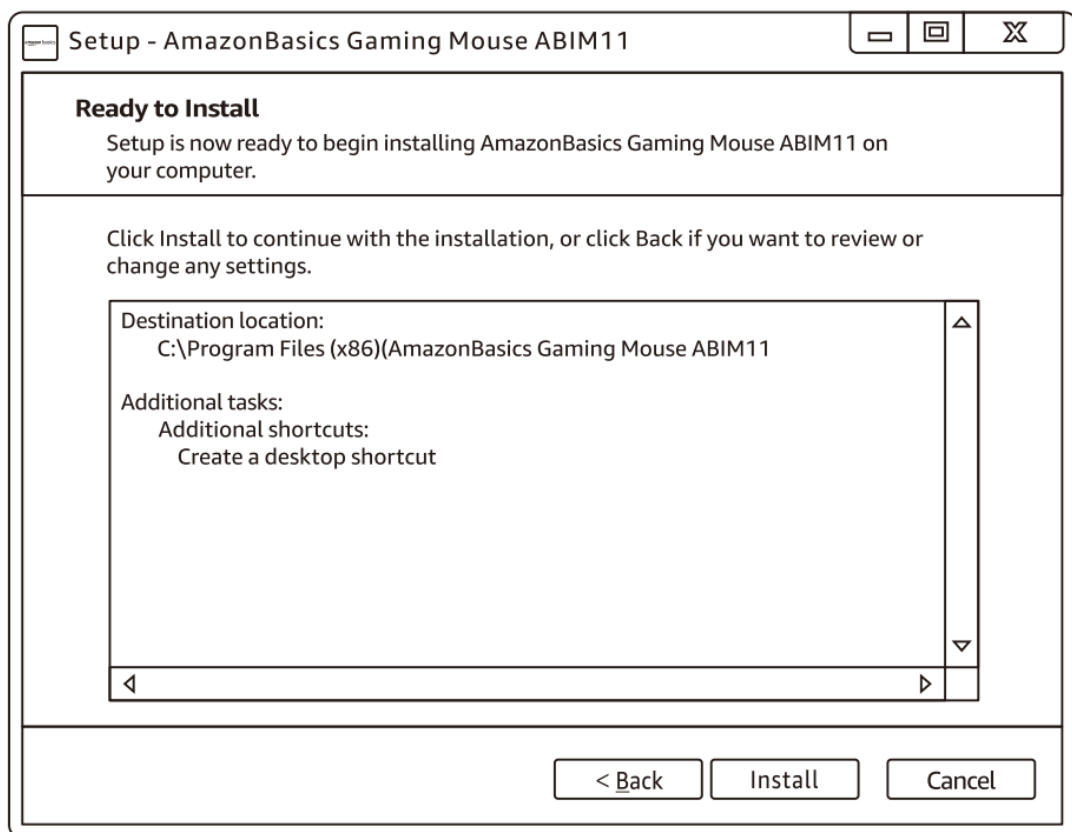 Setup - AmazonBasics Gaming Mouse ABIM11
X
Ready to Install
Setup is now ready to begin installing AmazonBasics Gaming Mouse ABIM11 on
your computer.
Click Install to continue with the installation, or click Back if you want to review or
change any settings.
Destination location:
C:\Program Files (x86)(AmazonBasics Gaming Mouse ABIM11
Additional tasks:
Additional shortcuts:
Create a desktop shortcut
< Back
Install
Cancel